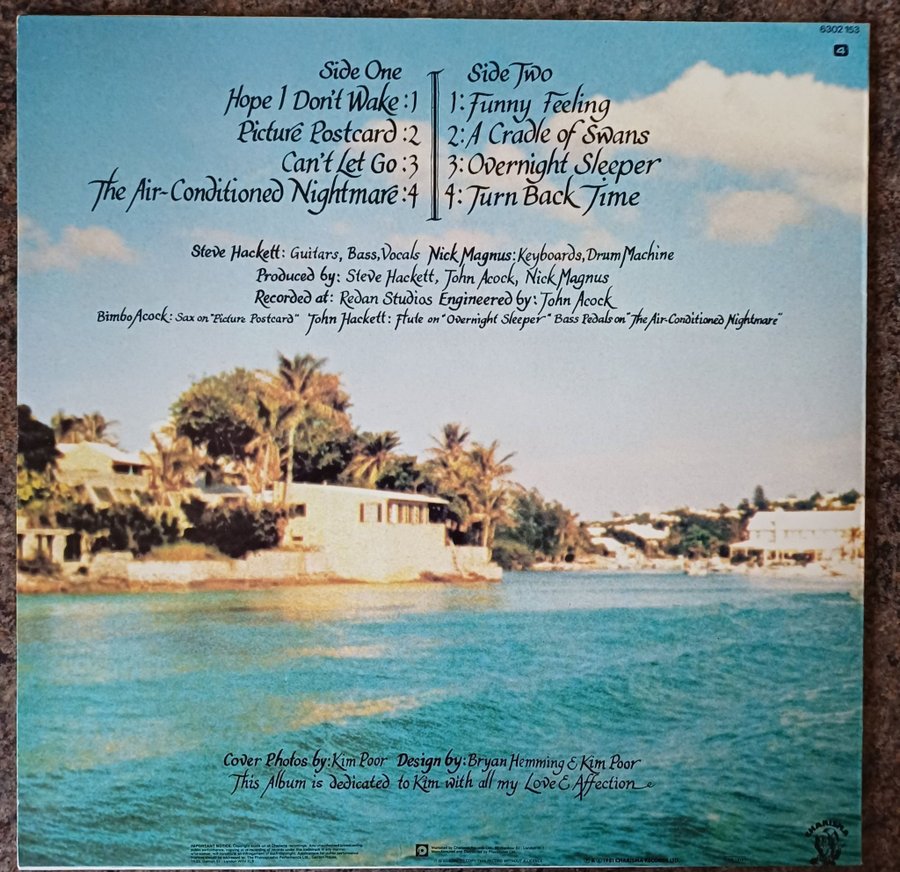 6302 153
4
Side One
Hope I Don't Wake :1
Picture Postcard :2
Can't Let Go :3
The Air-Conditioned Nightmare :4
Side Two
1: Funny Feeling
2: A Cradle of Swans
3: Overnight Sleeper
4: Turn Back Time
Steve Hackett: Guitars, Bass, Vocals Nick Magnus: Keyboards, Drum Machine
Produced by: Steve Hackett, John Acock, Nick Magnus
Recorded at: Redan Studios Engineered by: John Acock
Bimbo Acock: Sax on "Picture Postcard" John Hackett: Flute on "Overnight Sleeper" Bass Pedals on "The Air-Conditioned Nightmare"
Cover Photos by: Kim Poor Design by: Bryan Hemming & Kim Poor
This Album is dedicated to Kim with all my Love & Affection
IMPORTANT NOTICE:
1981 CHARISMA RECORDS LTD.
CHARISMA